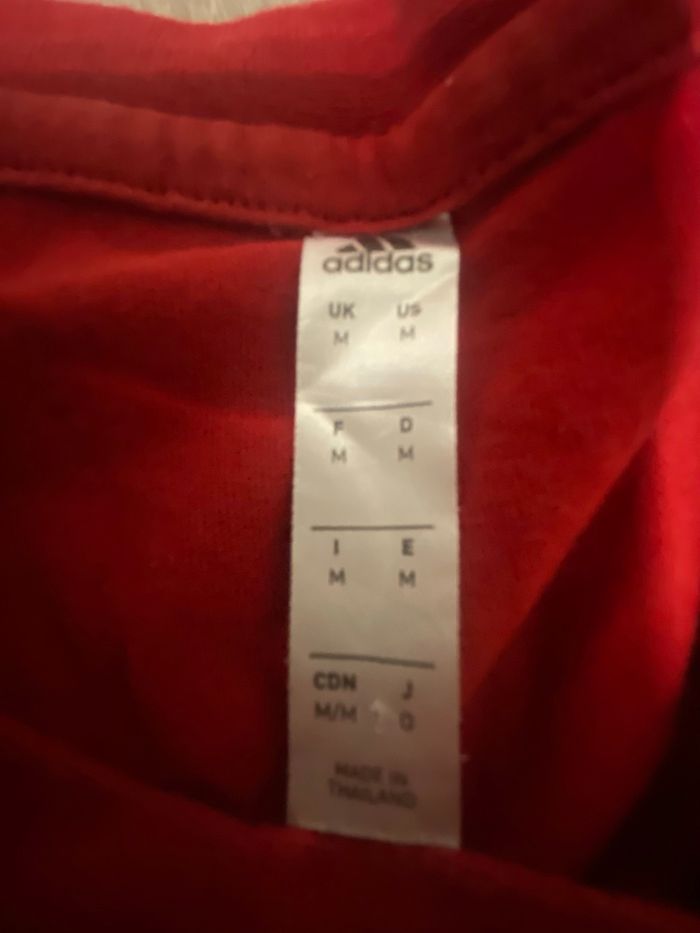 adidas
UK US
M M
F D
M M
I E
M M
CDN J
M/M O
MADE IN
THAILAND